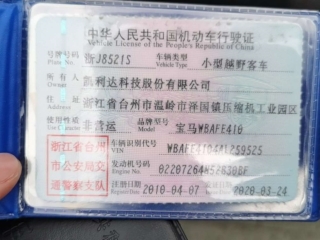 中华人民共和国机动车行驶证
Vehicle License of the People's Republic of China
号牌号码 Plate No. 浙J8S21S 车辆类型 Vehicle Type 小型越野客车
所有人 Owner 凯利达科技股份有限公司
住址 Address 浙江省台州市温岭市泽国镇压缩机工业园区
使用性质 Use Character 非营运 品牌型号 Model 宝马WBAFE410
浙江省台州市公安局交通警察支队
车辆识别代号 VIN
发动机号码 Engine No.
注册日期 Register Date 2010-04-07 发证日期 Issue Date 2020-03-24